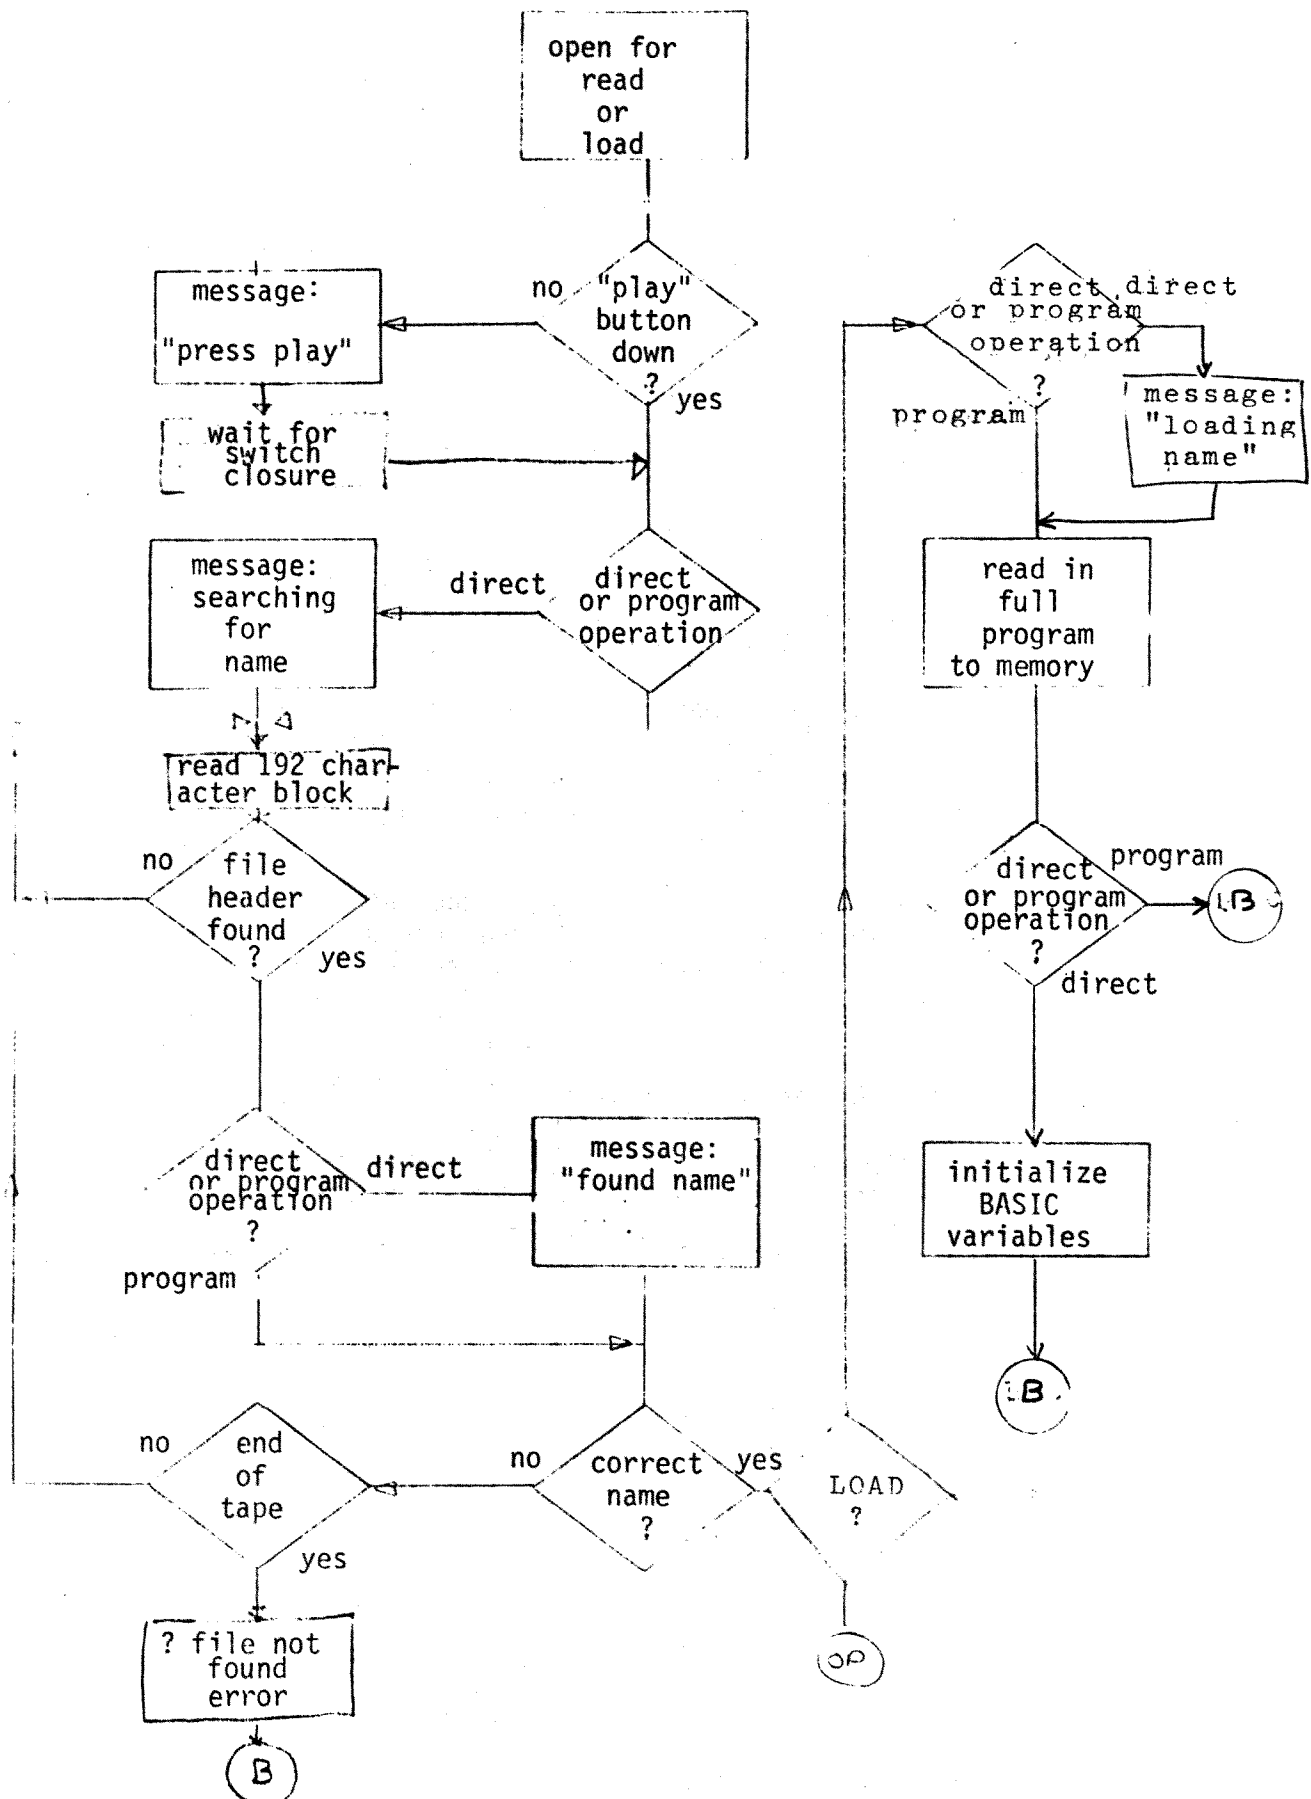 open for
read
or
load
no
"play"
button
down
?
yes
message:
"press play"
wait for
switch
closure
direct
or program
operation
direct
message:
searching
for
name
read 192 char-
acter block
no
file
header
found
?
yes
direct
or program
operation
?
direct
message:
"found name"
program
correct
name
?
no
yes
end
of
tape
no
yes
? file not
found
error
B
LOAD
?
OP
direct
or program
operation
?
direct
message:
"loading
name"
program
read in
full
program
to memory
direct
or program
operation
?
program
B
direct
initialize
BASIC
variables
B